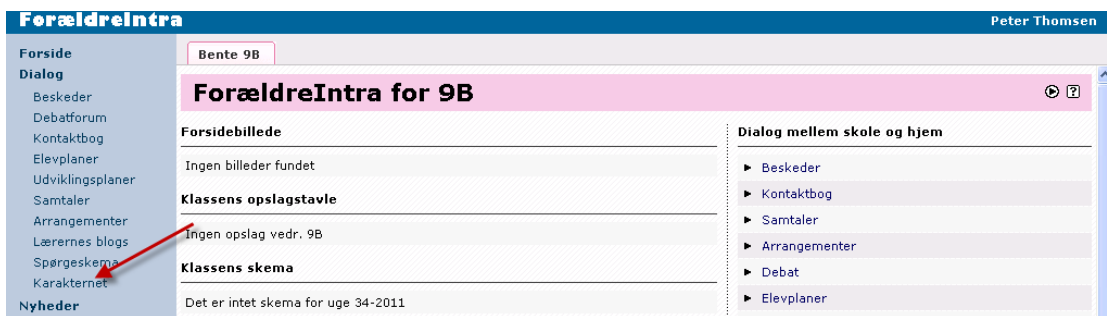 ForældreIntra
Peter Thomsen
Forside
Dialog
Beskeder
Debatforum
Kontaktbog
Elevplaner
Udviklingsplaner
Samtaler
Arrangementer
Lærernes blogs
Spørgeskema
Karakternet
Nyheder
Bente 9B
ForældreIntra for 9B
Forsidebillede
Ingen billeder fundet
Klassens opslagstavle
Ingen opslag vedr. 9B
Klassens skema
Det er intet skema for uge 34-2011
Dialog mellem skole og hjem
Beskeder
Kontaktbog
Samtaler
Arrangementer
Debat
Elevplaner